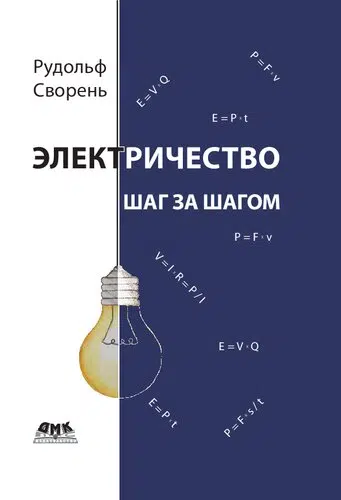 Рудольф
Сворень
E=V×Q
P=F×v
E=P×t
ЭЛЕКТРИЧЕСТВО
ШАГ ЗА ШАГОМ
P=F×v
V=I×R=P/I
E=V×Q
E=P×t
P=F×s/t
ДМК